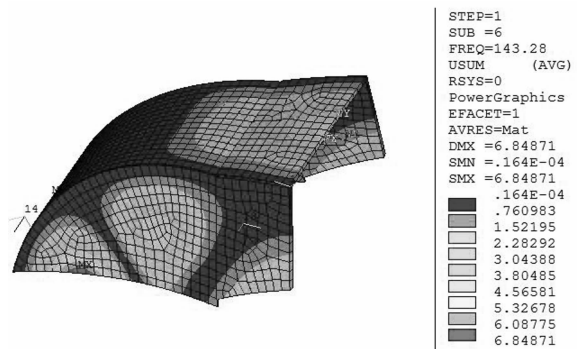 STEP=1
SUB =6
FREQ=143.28
USUM (AVG)
RSYS=0
PowerGraphics
EFACET=1
AVRES=Mat
DMX =6.84871
SMN =.164E-04
SMX =6.84871
.164E-04
.760983
1.52195
2.28292
3.04388
3.80485
4.56581
5.32678
6.08775
6.84871
14
MX